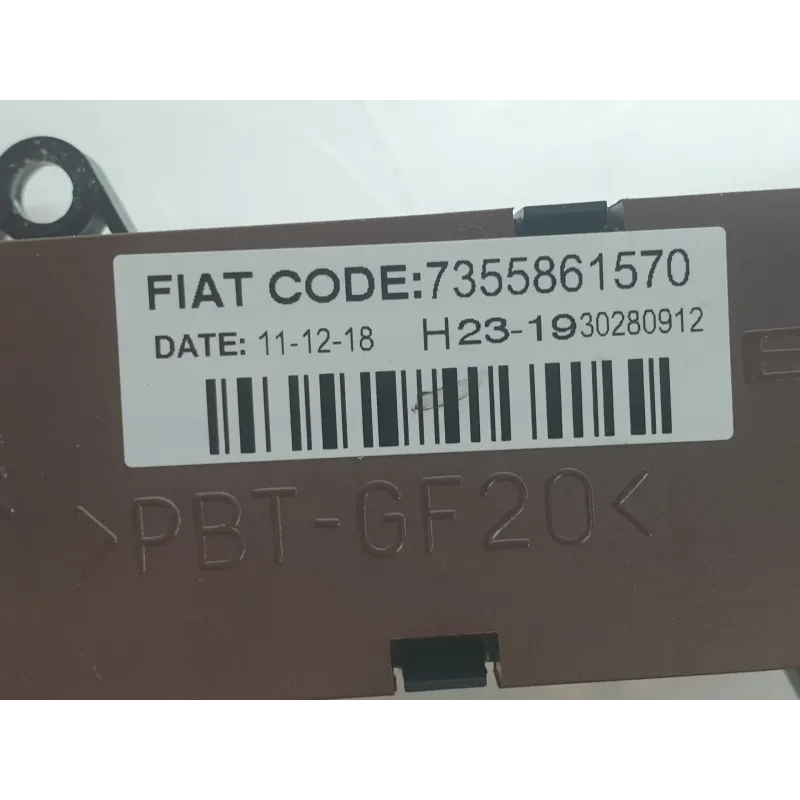 FIAT CODE:7355861570
DATE: 11-12-18 H23-1930280912
>PBT-GF20<